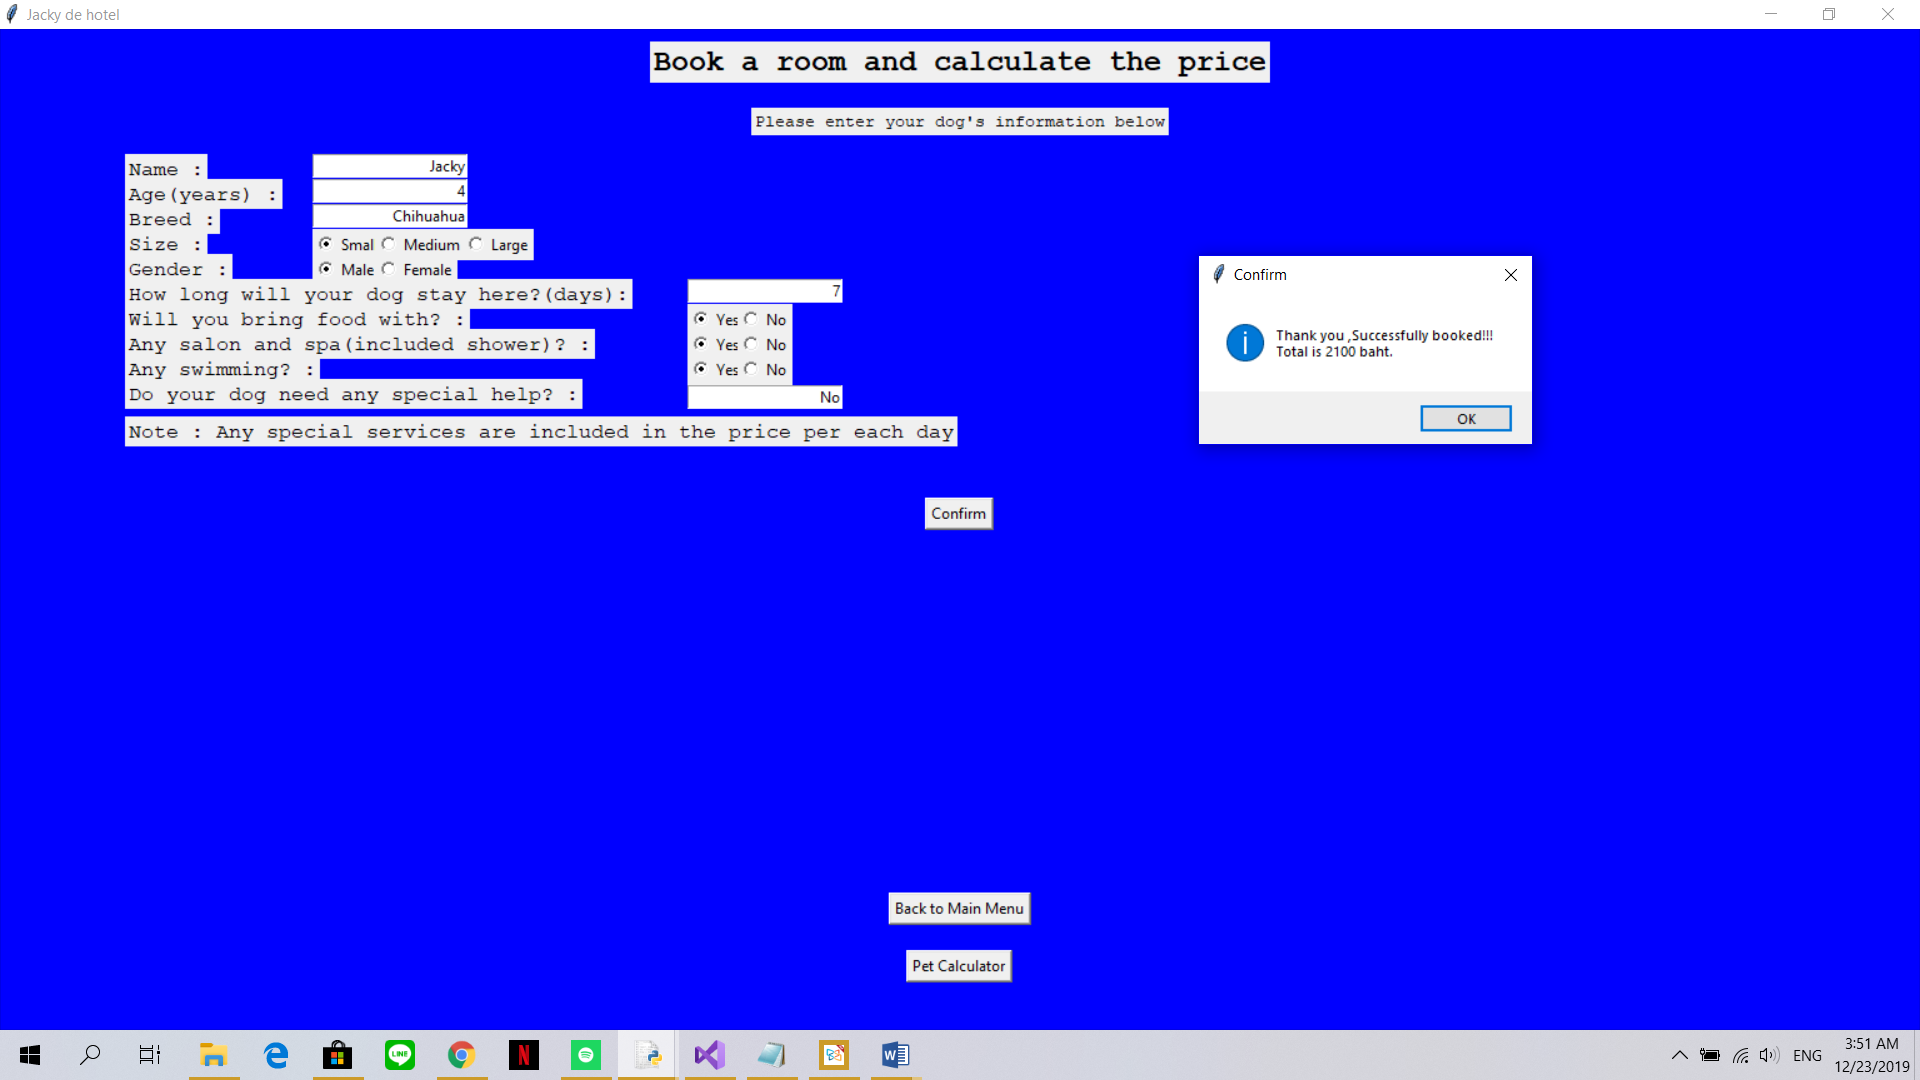 Jacky de hotel
Book a room and calculate the price
Please enter your dog's information below
Name : Jacky
Age(years) : 4
Breed : Chihuahua
Size : Smal Medium Large
Gender : Male Female
How long will your dog stay here?(days): 7
Will you bring food with? : Yes No
Any salon and spa(included shower)? : Yes No
Any swimming? : Yes No
Do your dog need any special help? : No
Note : Any special services are included in the price per each day
Confirm
Thank you ,Successfully booked!!!
Total is 2100 baht.
OK
Confirm
Back to Main Menu
Pet Calculator
LINE
N
W
ENG
3:51 AM
12/23/2019